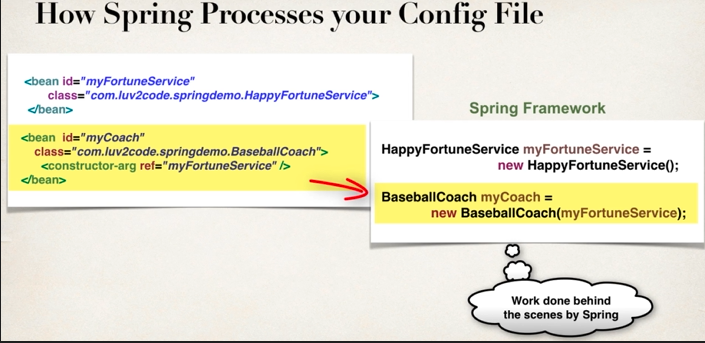 How Spring Processes your Config File
<bean id="myFortuneService"
class="com.luv2code.springdemo.HappyFortuneService">
</bean>
<bean id="myCoach"
class="com.luv2code.springdemo.BaseballCoach">
<constructor-arg ref="myFortuneService" />
</bean>
Spring Framework
HappyFortuneService myFortuneService =
new HappyFortuneService();
BaseballCoach myCoach =
new BaseballCoach(myFortuneService);
Work done behind
the scenes by Spring